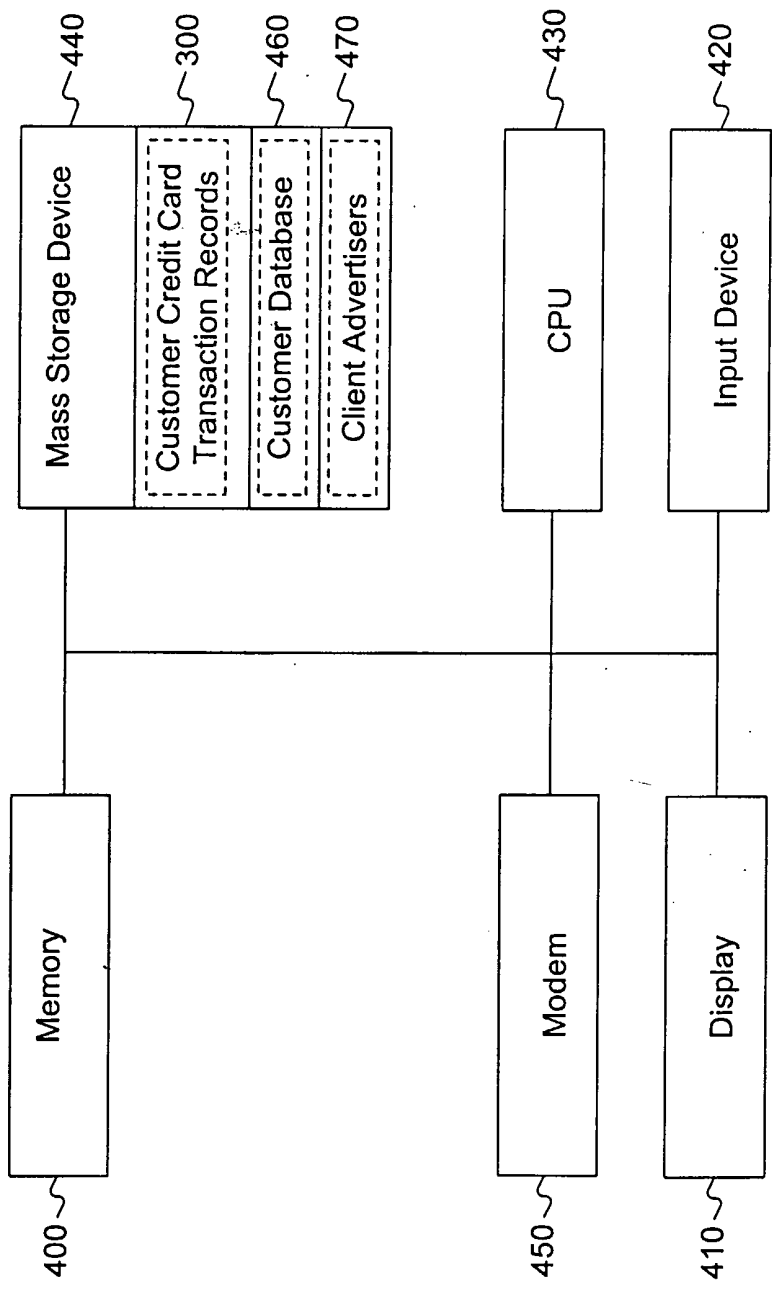 440
Mass Storage Device
300
Customer Credit Card
Transaction Records
460
Customer Database
470
Client Advertisers
430
CPU
420
Input Device
400
Memory
450
Modem
410
Display